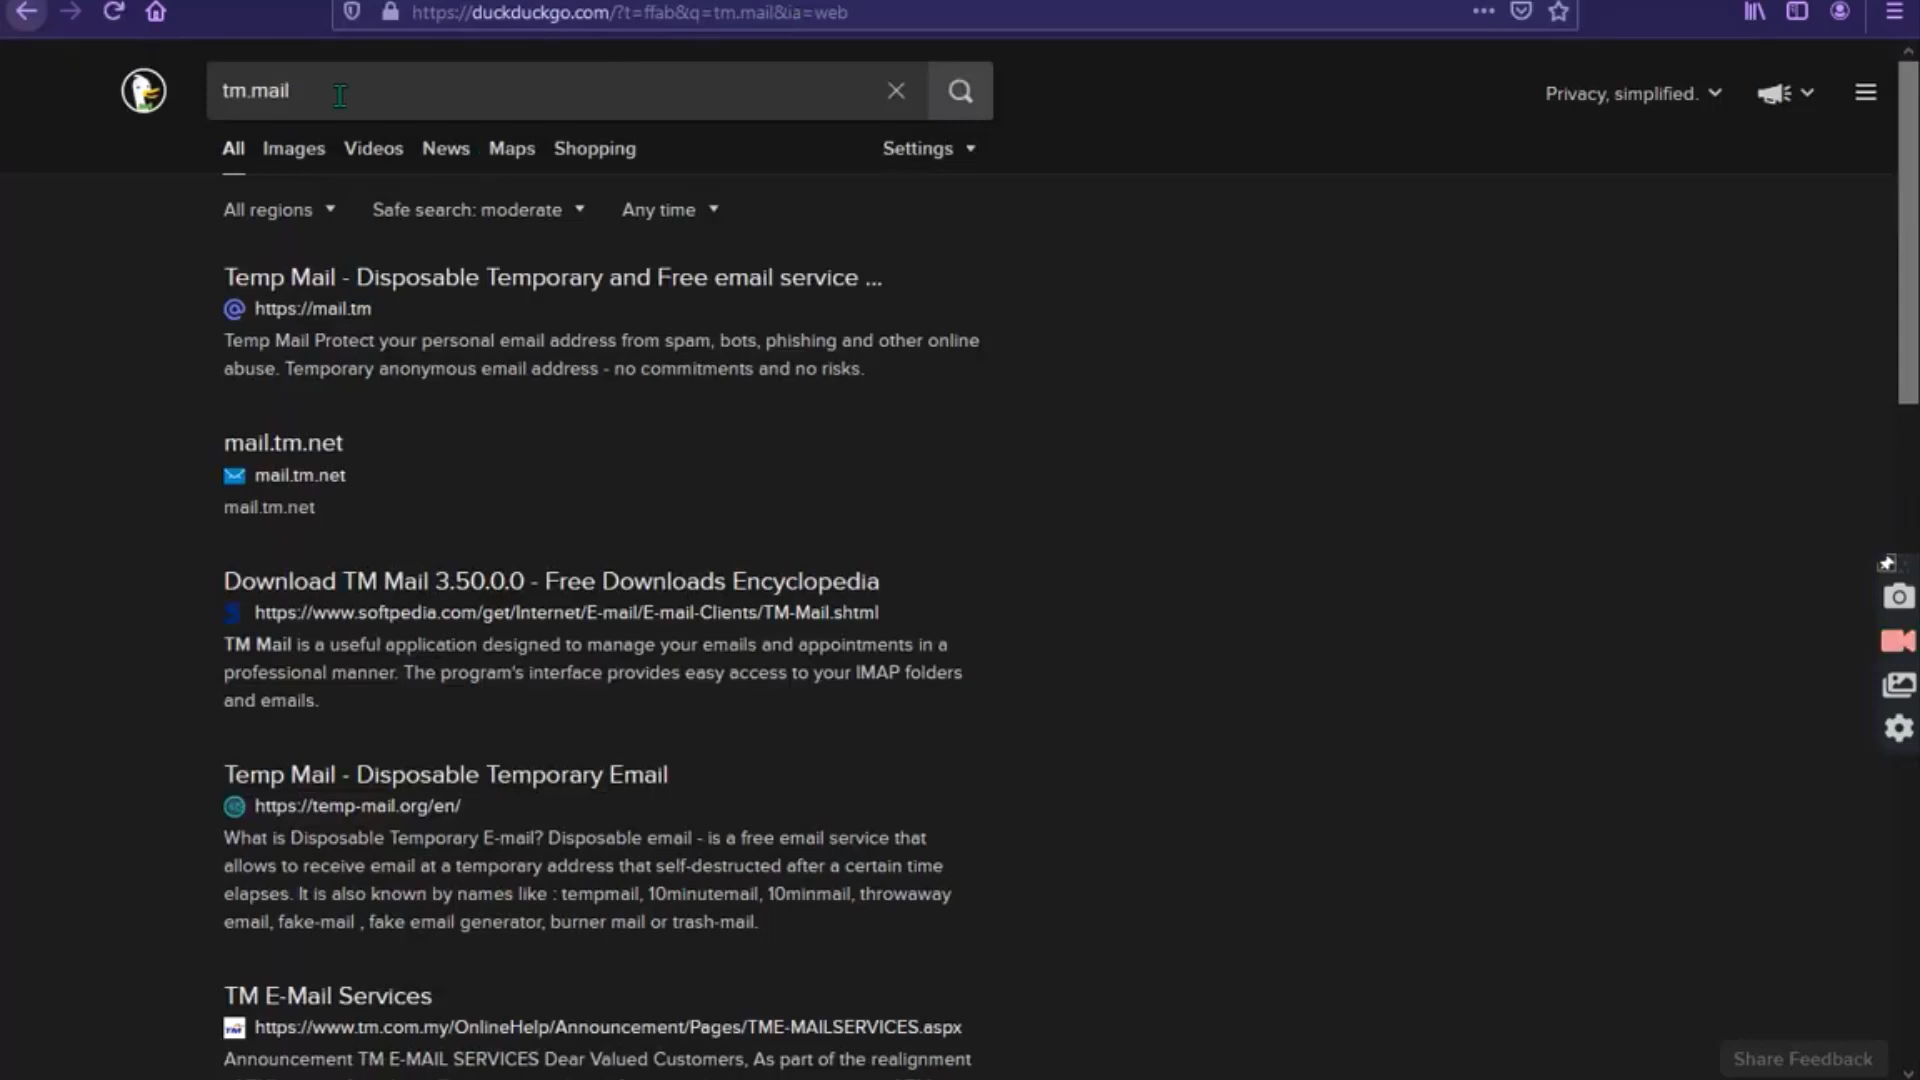 https://duckduckgo.com/?t=ffab&q=tm.mail&ia=web
tm.mail
Privacy, simplified.
All Images Videos News Maps Shopping Settings
All regions Safe search: moderate Any time
Temp Mail - Disposable Temporary and Free email service ...
https://mail.tm
Temp Mail Protect your personal email address from spam, bots, phishing and other online
abuse. Temporary anonymous email address - no commitments and no risks.
mail.tm.net
mail.tm.net
mail.tm.net
Download TM Mail 3.50.0.0 - Free Downloads Encyclopedia
https://www.softpedia.com/get/Internet/E-mail/E-mail-Clients/TM-Mail.shtml
TM Mail is a useful application designed to manage your emails and appointments in a
professional manner. The program's interface provides easy access to your IMAP folders
and emails.
Temp Mail - Disposable Temporary Email
https://temp-mail.org/en/
What is Disposable Temporary E-mail? Disposable email - is a free email service that
allows to receive email at a temporary address that self-destructed after a certain time
elapses. It is also known by names like : tempmail, 10minutemail, 10minmail, throwaway
email, fake-mail , fake email generator, burner mail or trash-mail.
TM E-Mail Services
https://www.tm.com.my/OnlineHelp/Announcement/Pages/TME-MAILSERVICES.aspx
Announcement TM E-MAIL SERVICES Dear Valued Customers, As part of the realignment
Share Feedback